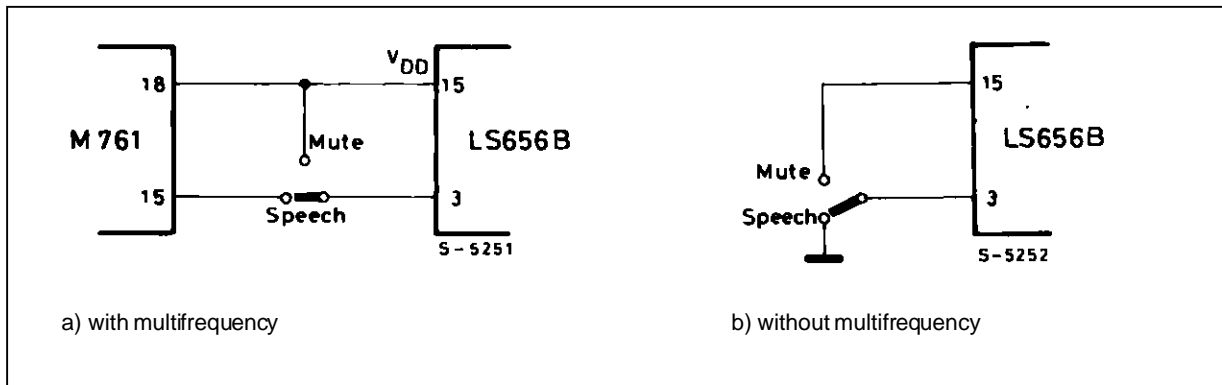 V DD
18
15
M 761
Mute
LS656B
15
Speech
3
S-5251
a) with multifrequency
15
LS656B
Mute
Speech
3
S-5252
b) without multifrequency